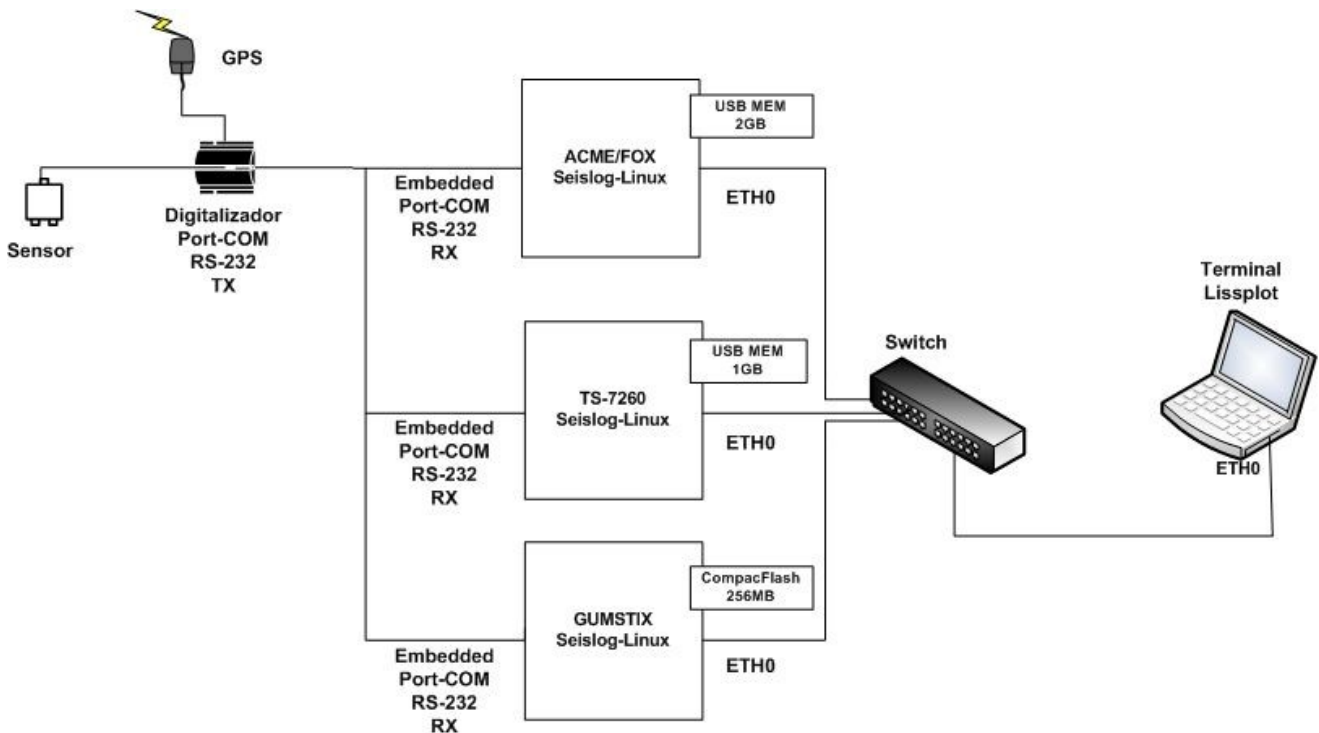 GPS
Sensor
Digitalizador
Port-COM
RS-232
TX
Embedded
Port-COM
RS-232
RX
ACME/FOX
Seislog-Linux
USB MEM
2GB
ETH0
Embedded
Port-COM
RS-232
RX
TS-7260
Seislog-Linux
USB MEM
1GB
ETH0
Embedded
Port-COM
RS-232
RX
GUMSTIX
Seislog-Linux
CompacFlash
256MB
ETH0
Switch
Terminal
Lissplot
ETH0